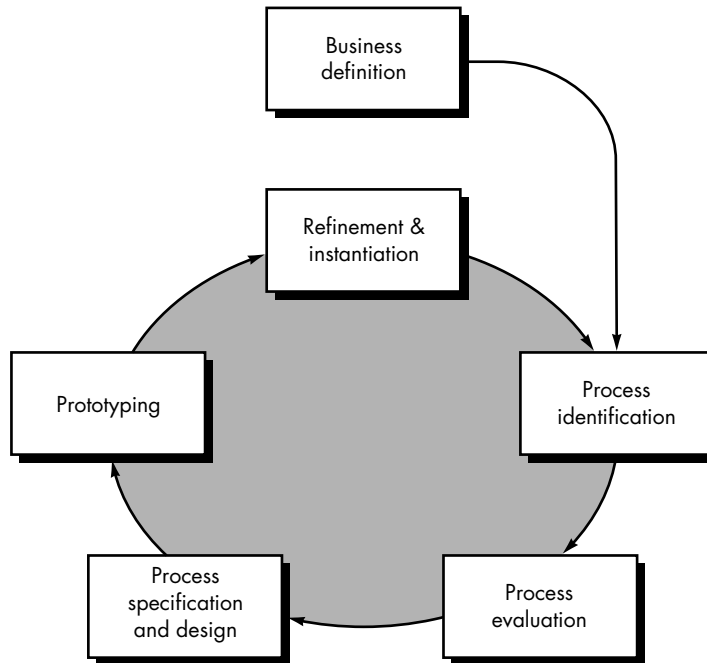 Business
definition
Refinement &
instantiation
Prototyping
Process
identification
Process
specification
and design
Process
evaluation